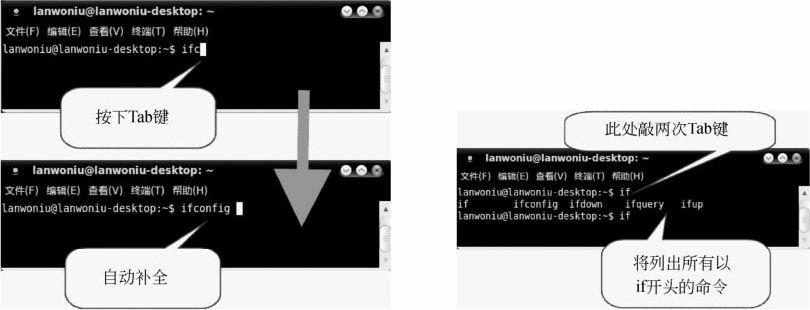 lanwoniu@lanwoniu-desktop: ~
文件(F) 编辑(E) 查看(V) 终端(T) 帮助(H)
lanwoniu@lanwoniu-desktop:~$ ifc
按下Tab键
lanwoniu@lanwoniu-desktop: ~
文件(F) 编辑(E) 查看(V) 终端(T) 帮助(H)
lanwoniu@lanwoniu-desktop:~$ ifconfig
自动补全
此处敲两次Tab键
lanwoniu@lanwoniu-desktop: ~
文件(F) 编辑(E) 查看(V) 终端(T) 帮助(H)
lanwoniu@lanwoniu-desktop:~$ if
if ifconfig ifdown ifquery ifup
lanwoniu@lanwoniu-desktop:~$ if
将列出所有以
if开头的命令